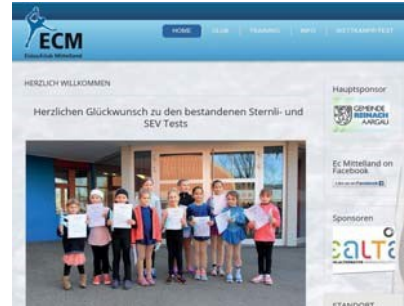 ECM
Eislaufclub Mittelland
HOME
CLUB
TRAINING
INFO
WETTKAMPF/TEST
HERZLICH WILLKOMMEN
Herzlichen Glückwunsch zu den bestandenen Sternli- und
SEV Tests
Hauptsponsor
GEMEINDE
REINACH
AARGAU
Ec Mittelland on
Facebook
Sponsoren
STANDORT